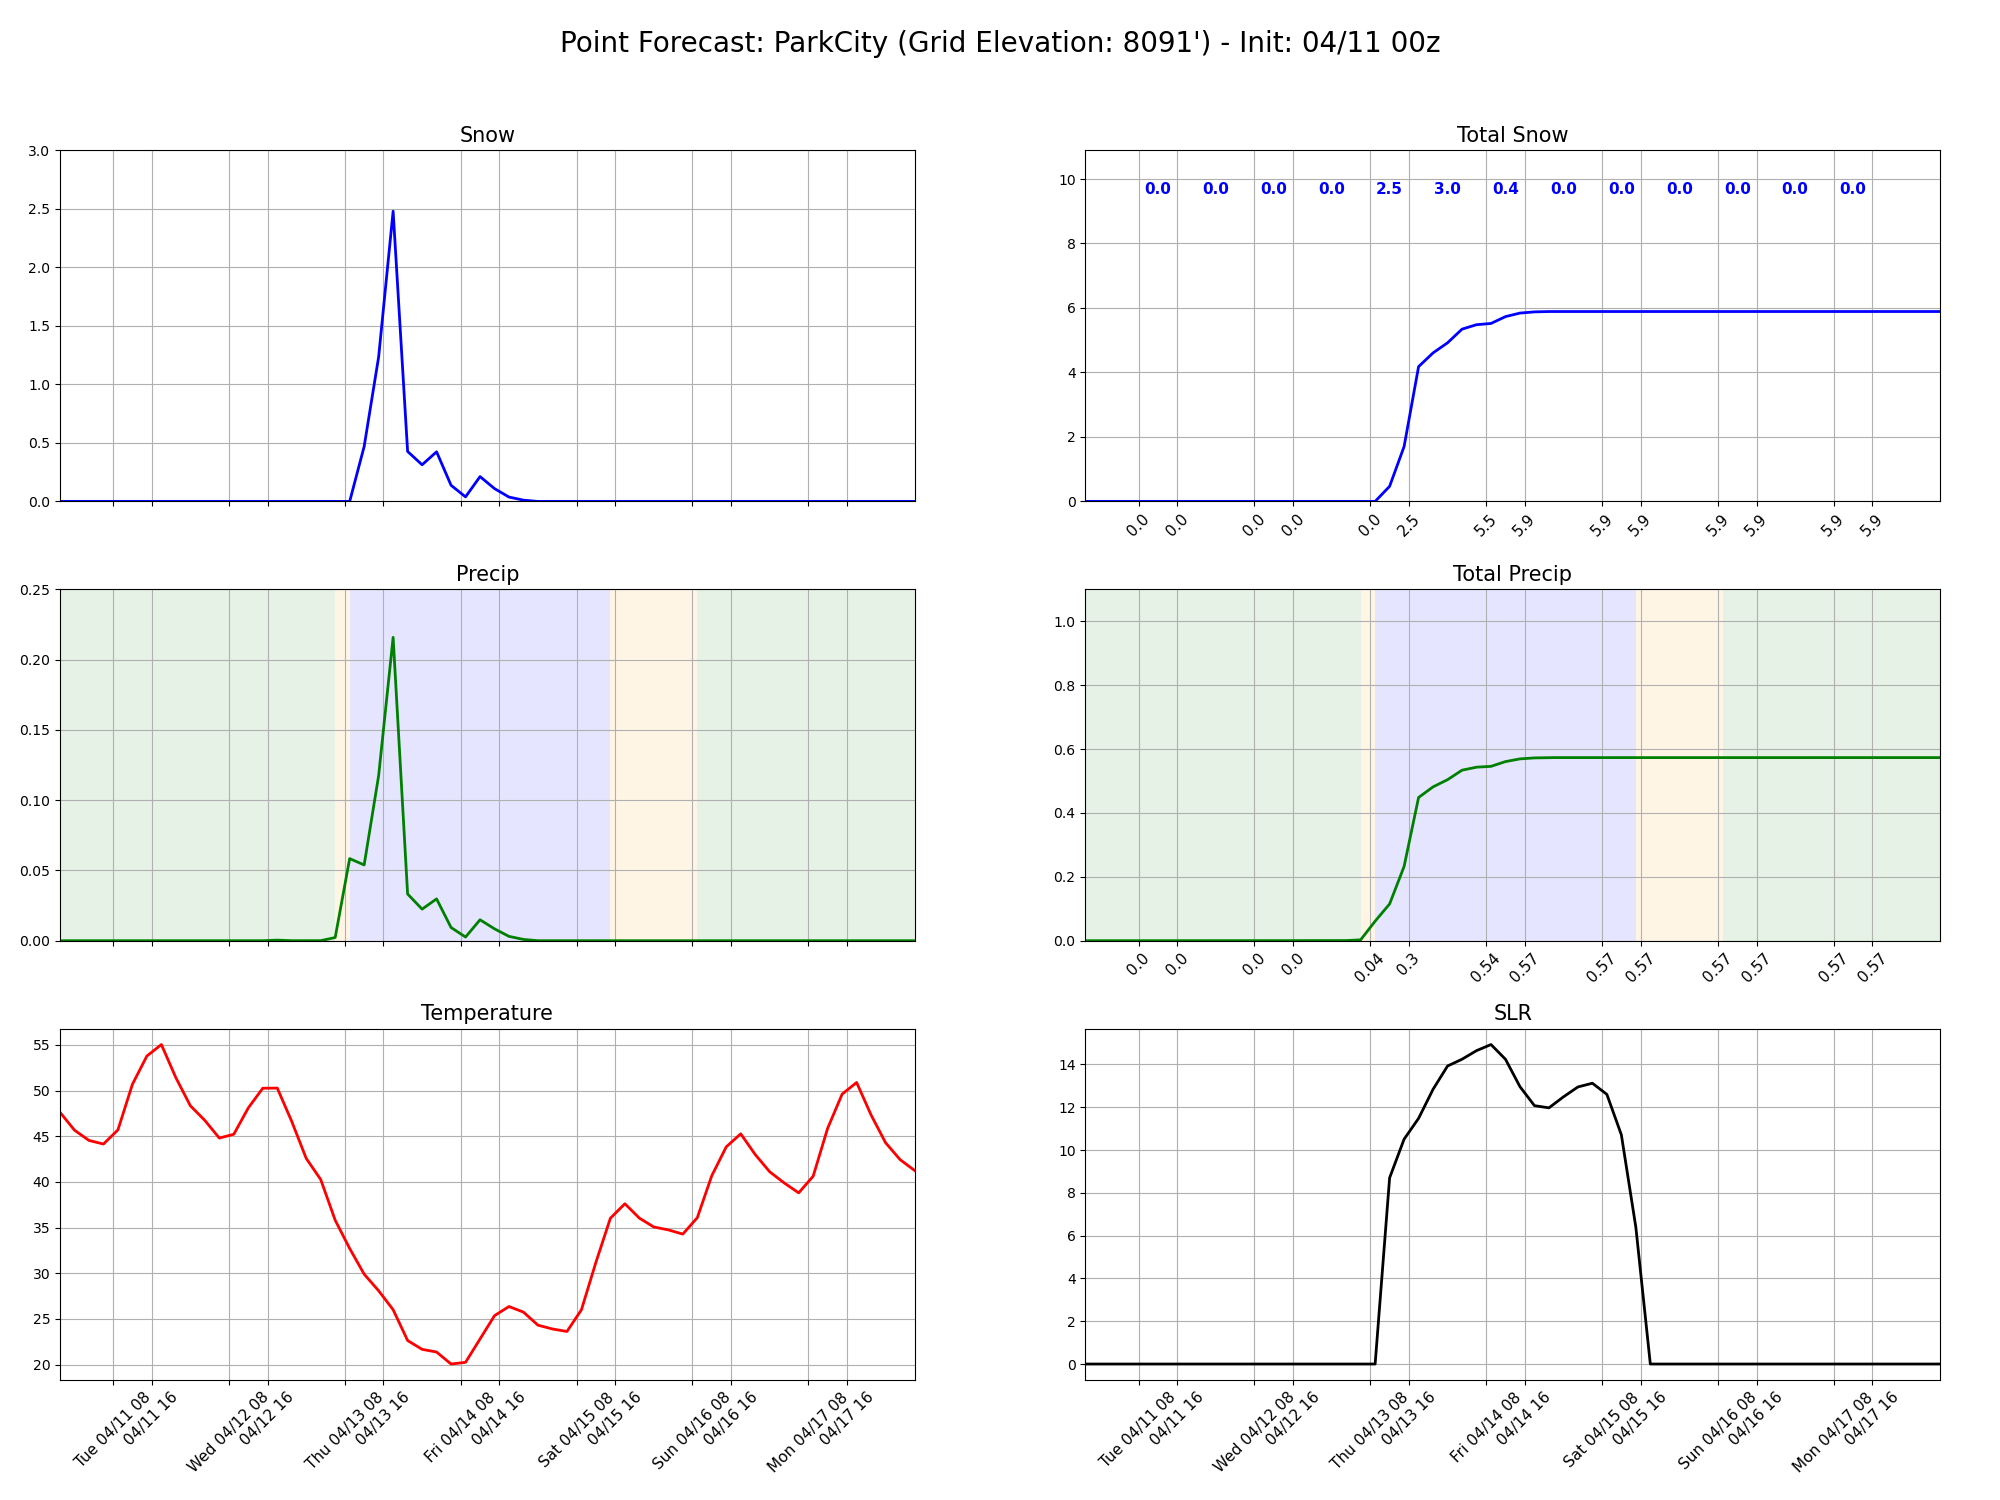 Point Forecast: ParkCity (Grid Elevation: 8091') - Init: 04/11 00z
Snow
3.0
2.5
2.0
1.5
1.0
0.5
0.0
Total Snow
10
8
6
4
2
0
0.0 0.0 0.0 0.0 2.5 3.0 0.4 0.0 0.0 0.0 0.0 0.0 0.0
0.0 0.0 0.0 0.0 0.0 2.5 5.5 5.9 5.9 5.9 5.9 5.9 5.9 5.9
Precip
0.25
0.20
0.15
0.10
0.05
0.00
Total Precip
1.0
0.8
0.6
0.4
0.2
0.0
0.0 0.0 0.0 0.0 0.04 0.3 0.54 0.57 0.57 0.57 0.57 0.57 0.57 0.57
Temperature
55
50
45
40
35
30
25
20
Tue 04/11 08
04/11 16
Wed 04/12 08
04/12 16
Thu 04/13 08
04/13 16
Fri 04/14 08
04/14 16
Sat 04/15 08
04/15 16
Sun 04/16 08
04/16 16
Mon 04/17 08
04/17 16
SLR
14
12
10
8
6
4
2
0
Tue 04/11 08
04/11 16
Wed 04/12 08
04/12 16
Thu 04/13 08
04/13 16
Fri 04/14 08
04/14 16
Sat 04/15 08
04/15 16
Sun 04/16 08
04/16 16
Mon 04/17 08
04/17 16